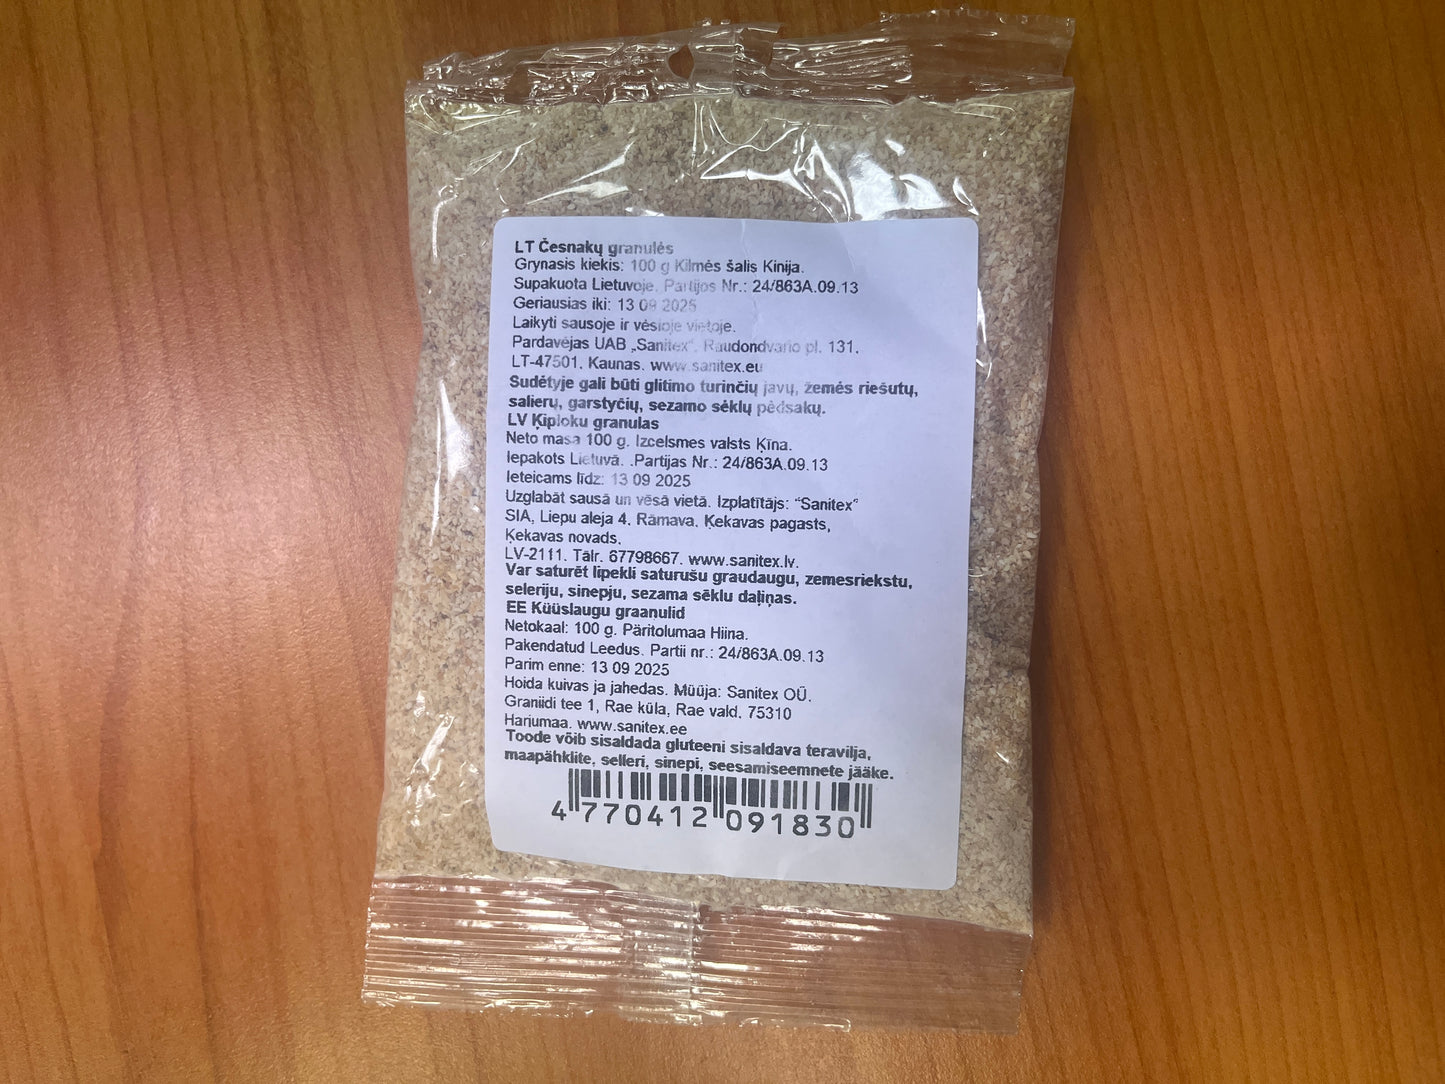 LT Česnakų granulės
Grynasis kiekis: 100 g Kilmės šalis Kinija.
Supakuota Lietuvoje. Partijos Nr.: 24/863A.09.13
Geriausias iki: 13 09 2025
Laikyti sausoje ir vėsioje vietoje.
Pardavėjas UAB „Sanitex“. Raudondvario pl. 131,
LT-47501. Kaunas. www.sanitex.eu
Sudėtyje gali būti glitimo turinčių javų, žemės riešutų,
salierų, garstyčių, sezamo sėklų pėdsakų.
LV Ķiploku granulas
Neto masa 100 g. Izcelsmes valsts Ķīna.
Iepakots Lietuvā. .Partijas Nr.: 24/863A.09.13
Ieteicams līdz: 13 09 2025
Uzglabāt sausā un vēsā vietā. Izplatītājs: “Sanitex”
SIA, Liepu aleja 4. Rāmava. Ķekavas pagasts,
Ķekavas novads,
LV-2111. Tālr. 67798667. www.sanitex.lv.
Var saturēt lipekli saturušu graudaugu, zemesriekstu,
seleriju, sinepju, sezama sēklu daļiņas.
EE Küüslaugu graanulid
Netokaal: 100 g. Päritolumaa Hiina.
Pakendatud Leedus. Partii nr.: 24/863A.09.13
Parim enne: 13 09 2025
Hoida kuivas ja jahedas. Müüja: Sanitex OÜ.
Graniidi tee 1, Rae küla, Rae vald. 75310
Harjumaa. www.sanitex.ee
Toode võib sisaldada gluteeni sisaldava teravilja,
maapähklite, selleri, sinepi, seesamiseemnete jääke.
4 770412 091830